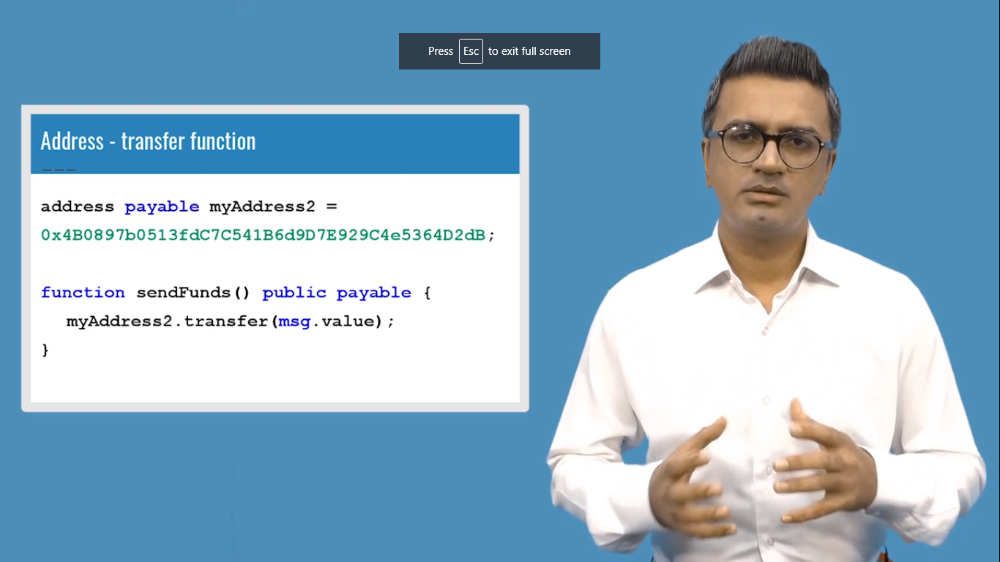 Press Esc to exit full screen
Address - transfer function
address payable myAddress2 =
0x4B0897b0513fdC7C541B6d9D7E929C4e5364D2dB;
function sendFunds() public payable {
myAddress2.transfer(msg.value);
}